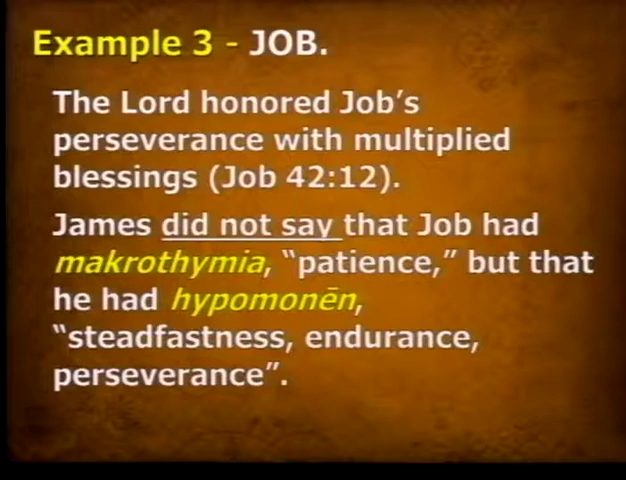 Example 3 - JOB.
The Lord honored Job's
perseverance with multiplied
blessings (Job 42:12).
James did not say that Job had
makrothymia, “patience,” but that
he had hypomonēn,
“steadfastness, endurance,
perseverance”.